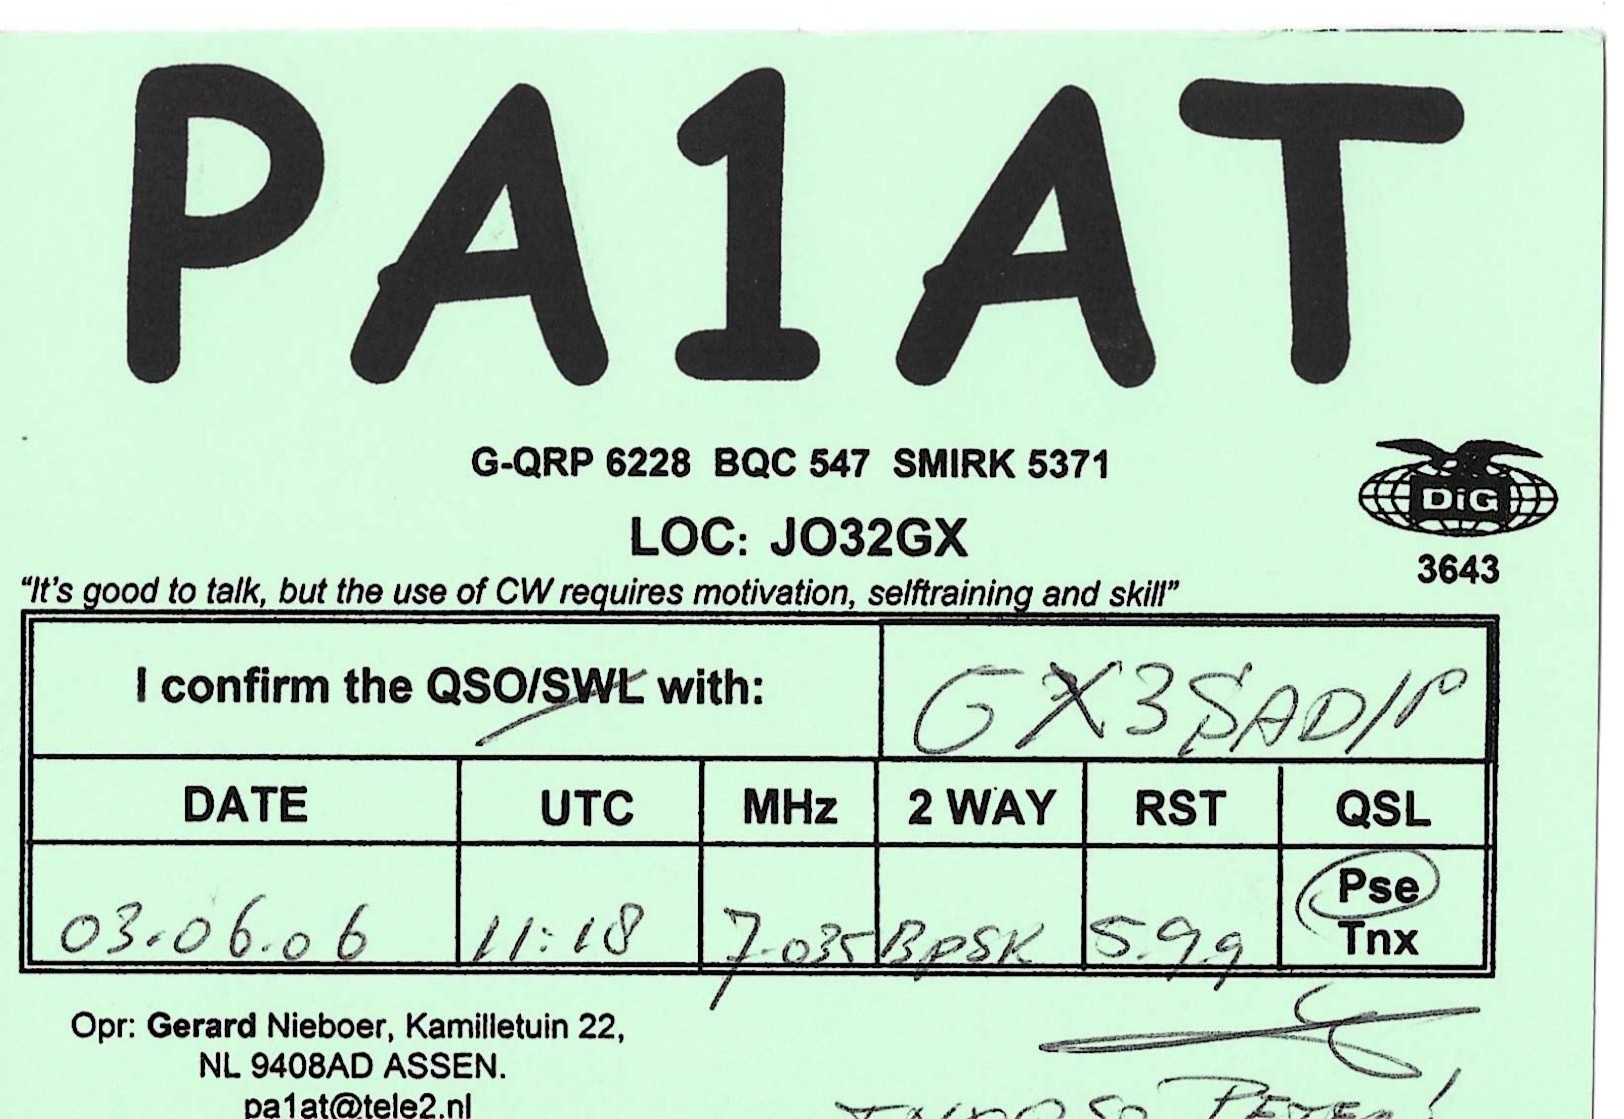 PA1AT
G-QRP 6228 BQC 547 SMIRK 5371
DiG
LOC: JO32GX
3643
“It's good to talk, but the use of CW requires motivation, selftraining and skill”
I confirm the QSO/SWL with: GX3SAD/P
DATE UTC MHz 2 WAY RST QSL
Pse
03.06.06 11:18 7.035 BPSK 599
Tnx
Opr: Gerard Nieboer, Kamilletuin 22,
NL 9408AD ASSEN.
pa1at@tele2.nl